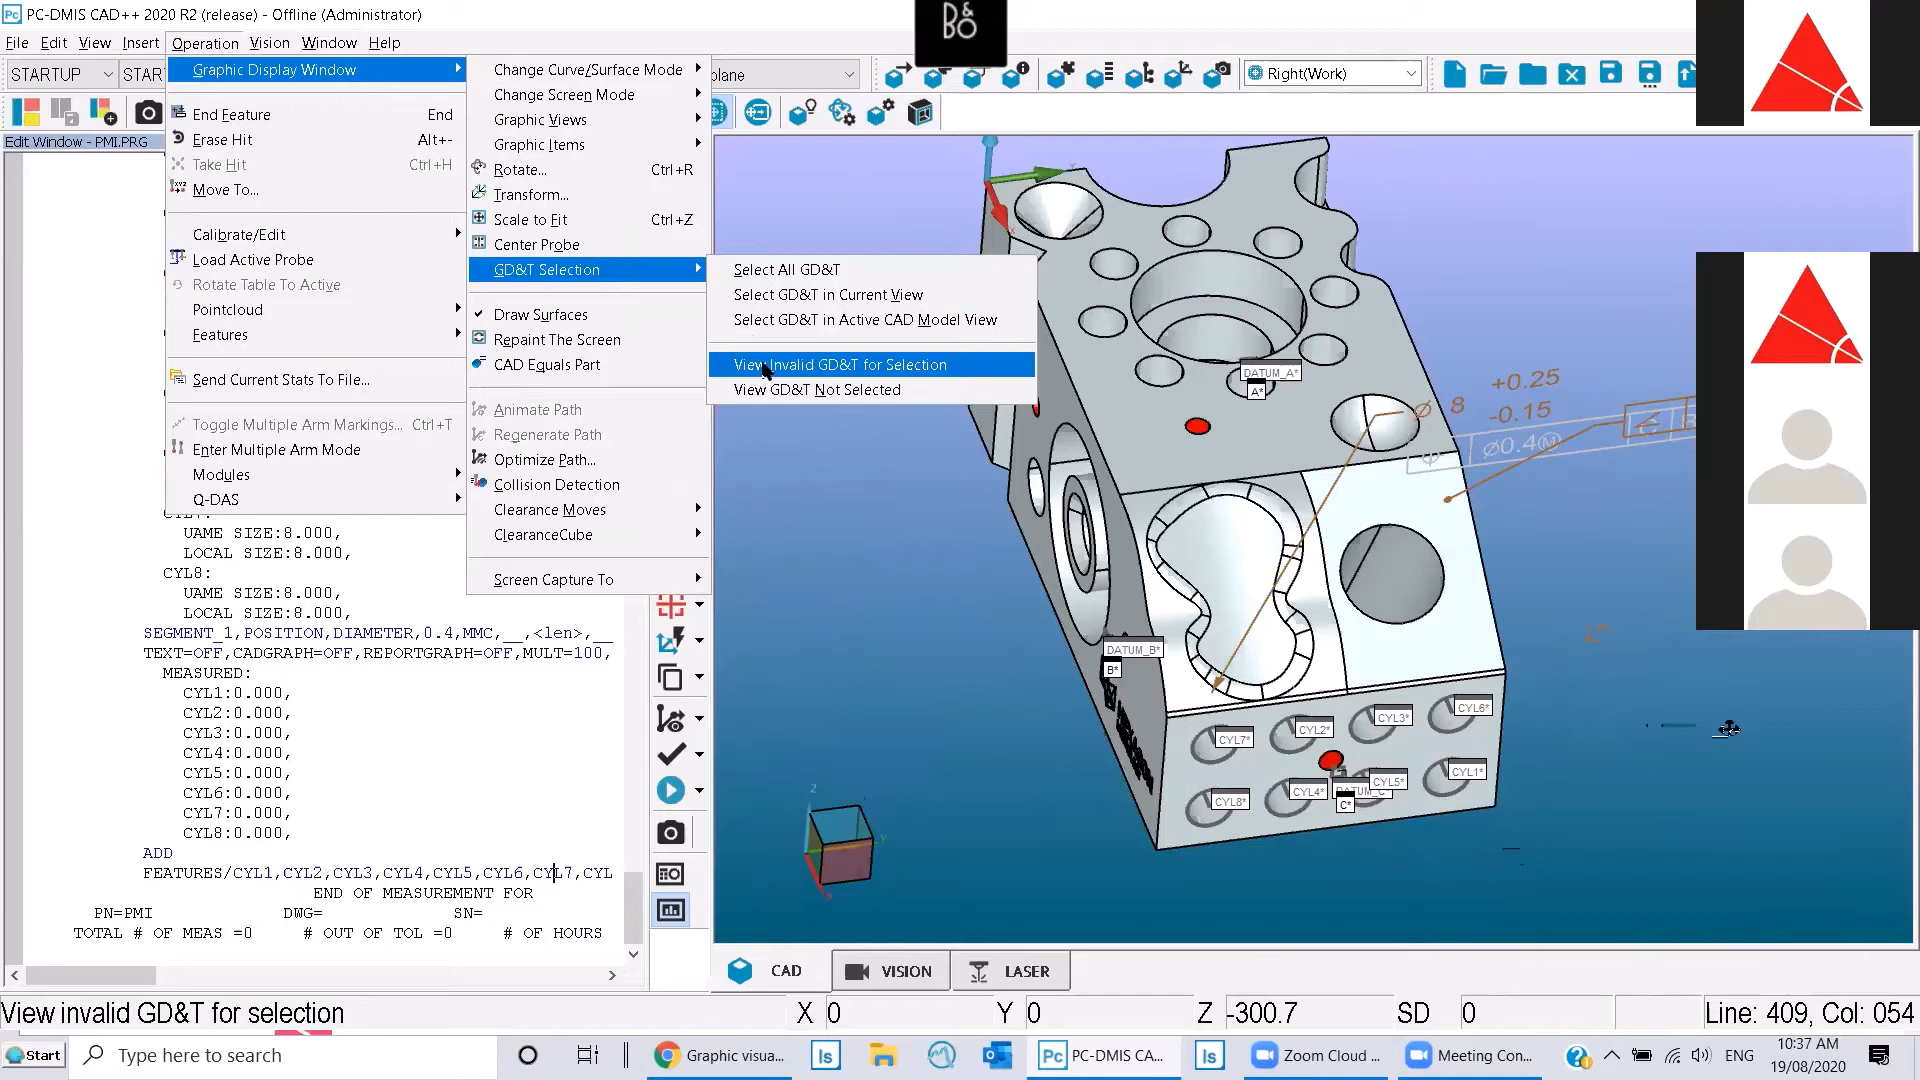 PC-DMIS CAD++ 2020 R2 (release) - Offline (Administrator)
B&O
File Edit View Insert Operation Vision Window Help
STARTUP
START
plane
Right(Work)
Edit Window - PMI.PRG
Graphic Display Window
End Feature End
Erase Hit Alt+-
Take Hit Ctrl+H
Move To...
Calibrate/Edit
Load Active Probe
Rotate Table To Active
Pointcloud
Features
Send Current Stats To File...
Toggle Multiple Arm Markings... Ctrl+T
Enter Multiple Arm Mode
Modules
Q-DAS
Change Curve/Surface Mode
Change Screen Mode
Graphic Views
Graphic Items
Rotate... Ctrl+R
Transform...
Scale to Fit Ctrl+Z
Center Probe
GD&T Selection
Draw Surfaces
Repaint The Screen
CAD Equals Part
Animate Path
Regenerate Path
Optimize Path...
Collision Detection
Clearance Moves
ClearanceCube
Screen Capture To
Select All GD&T
Select GD&T in Current View
Select GD&T in Active CAD Model View
View Invalid GD&T for Selection
View GD&T Not Selected
UAME SIZE:8.000,
LOCAL SIZE:8.000,
CYL8:
UAME SIZE:8.000,
LOCAL SIZE:8.000,
SEGMENT_1,POSITION,DIAMETER,0.4,MMC,__,<len>,__
TEXT=OFF,CADGRAPH=OFF,REPORTGRAPH=OFF,MULT=100,
MEASURED:
CYL1:0.000,
CYL2:0.000,
CYL3:0.000,
CYL4:0.000,
CYL5:0.000,
CYL6:0.000,
CYL7:0.000,
CYL8:0.000,
ADD
FEATURES/CYL1,CYL2,CYL3,CYL4,CYL5,CYL6,CYL7,CYL
END OF MEASUREMENT FOR
PN=PMI DWG= SN=
TOTAL # OF MEAS =0 # OUT OF TOL =0 # OF HOURS
DATUM_A*
A*
Ø 8 +0.25
-0.15
Ø0.4Ⓜ
DATUM_B*
B*
CYL7*
CYL2*
CYL3*
CYL6*
CYL8*
CYL4*
CYL5*
CYL1*
DATUM_C
C*
X
Z
Y
X
CAD
VISION
LASER
View invalid GD&T for selection
X 0 Y 0 Z -300.7 SD 0 Line: 409, Col: 054
Start
Type here to search
Graphic visua...
Is
Pc PC-DMIS CA...
Is
Zoom Cloud ...
Meeting Con...
ENG
10:37 AM
19/08/2020